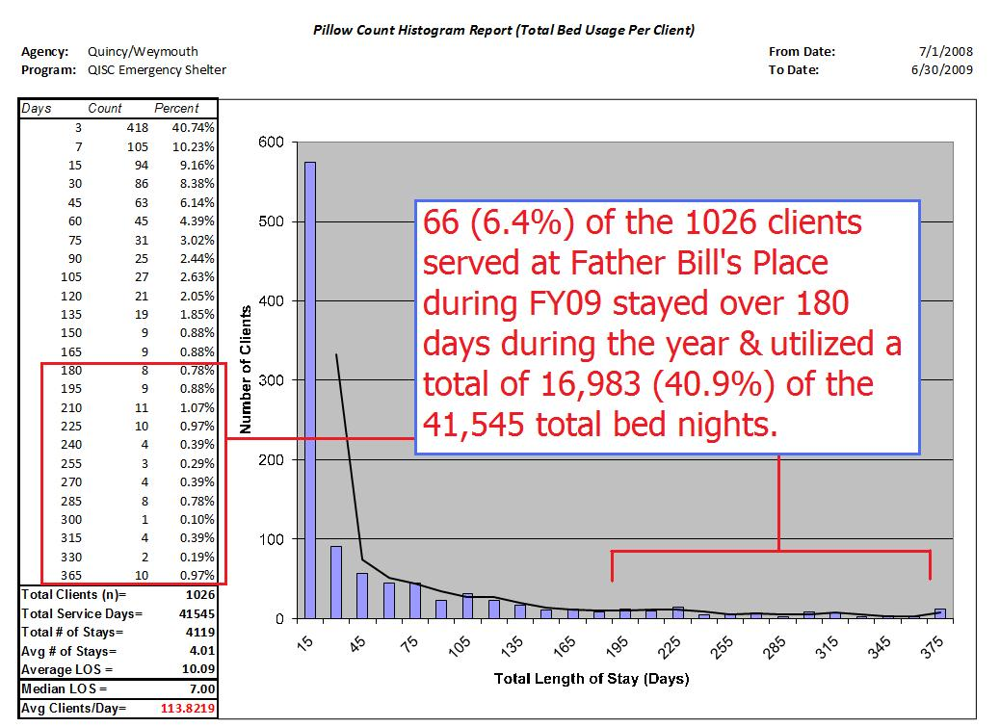 Pillow Count Histogram Report (Total Bed Usage Per Client)
Agency: Quincy/Weymouth From Date: 7/1/2008
Program: QISC Emergency Shelter To Date: 6/30/2009
Days Count Percent
3 418 40.74%
7 105 10.23%
15 94 9.16%
30 86 8.38%
45 63 6.14%
60 45 4.39%
75 31 3.02%
90 25 2.44%
105 27 2.63%
120 21 2.05%
135 19 1.85%
150 9 0.88%
165 9 0.88%
180 8 0.78%
195 9 0.88%
210 11 1.07%
225 10 0.97%
240 4 0.39%
255 3 0.29%
270 4 0.39%
285 8 0.78%
300 1 0.10%
315 4 0.39%
330 2 0.19%
365 10 0.97%
Total Clients (n)= 1026
Total Service Days= 41545
Total # of Stays= 4119
Avg # of Stays= 4.01
Average LOS = 10.09
Median LOS = 7.00
Avg Clients/Day= 113.8219
Number of Clients
600
500
400
300
200
100
0
66 (6.4%) of the 1026 clients
served at Father Bill's Place
during FY09 stayed over 180
days during the year & utilized a
total of 16,983 (40.9%) of the
41,545 total bed nights.
15 45 75 105 135 165 195 225 255 285 315 345 375
Total Length of Stay (Days)